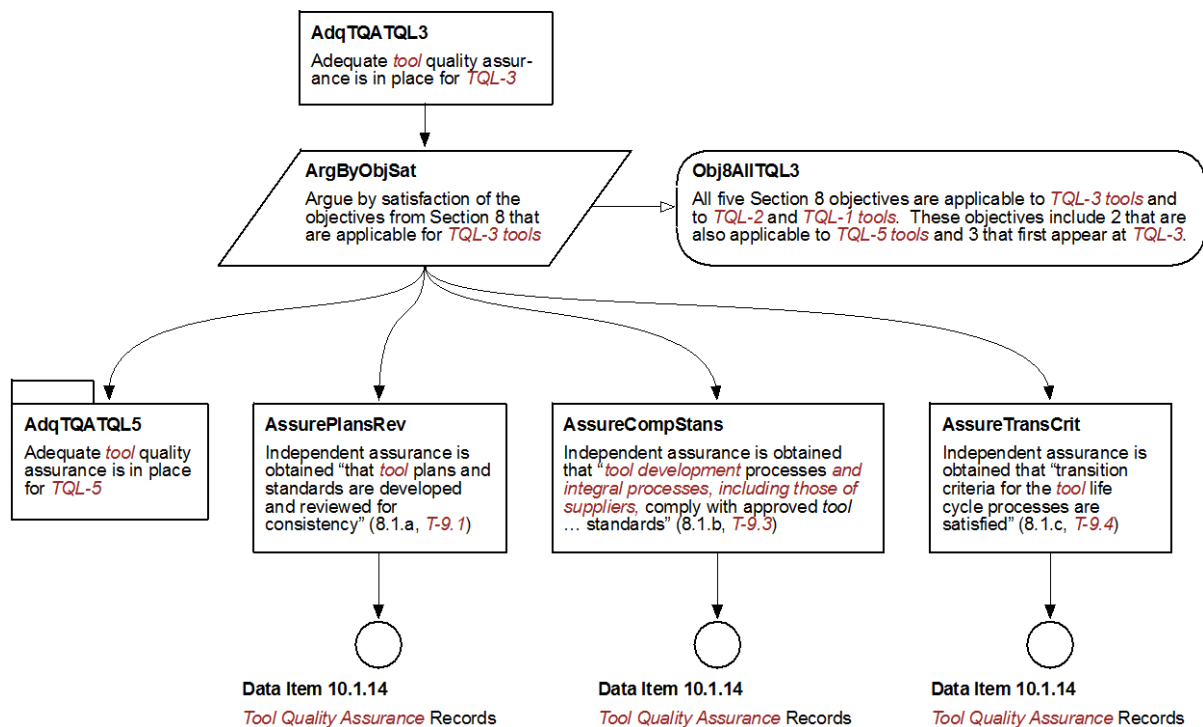 AdqTQATQL3
Adequate tool quality assur-
ance is in place for TQL-3
ArgByObjSat
Argue by satisfaction of the
objectives from Section 8 that
are applicable for TQL-3 tools
Obj8AllTQL3
All five Section 8 objectives are applicable to TQL-3 tools and
to TQL-2 and TQL-1 tools. These objectives include 2 that are
also applicable to TQL-5 tools and 3 that first appear at TQL-3.
AdqTQATQL5
Adequate tool quality
assurance is in place
for TQL-5
AssurePlansRev
Independent assurance is
obtained “that tool plans and
standards are developed
and reviewed for
consistency” (8.1.a, T-9.1)
AssureCompStans
Independent assurance is obtained
that “tool development processes and
integral processes, including those of
suppliers, comply with approved tool
… standards” (8.1.b, T-9.3)
AssureTransCrit
Independent assurance is
obtained that “transition
criteria for the tool life
cycle processes are
satisfied” (8.1.c, T-9.4)
Data Item 10.1.14
Tool Quality Assurance Records
Data Item 10.1.14
Tool Quality Assurance Records
Data Item 10.1.14
Tool Quality Assurance Records